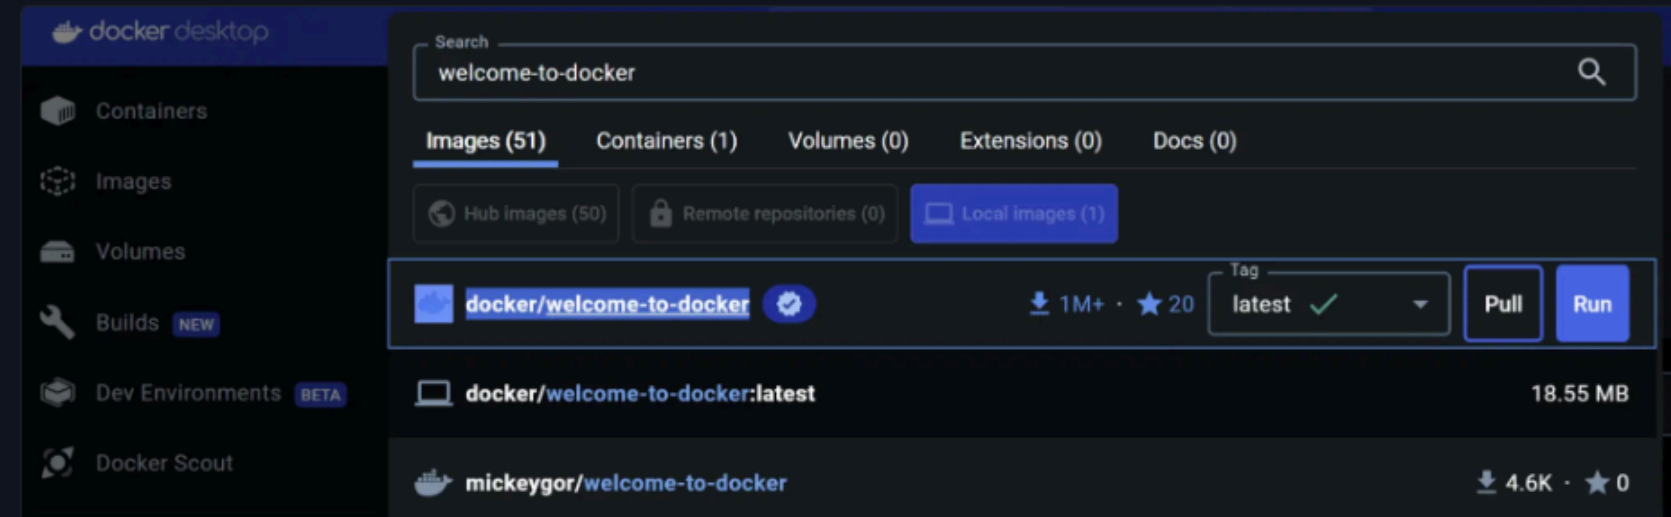 docker desktop
Search
welcome-to-docker
Containers
Images (51) Containers (1) Volumes (0) Extensions (0) Docs (0)
Images
Hub images (50) Remote repositories (0) Local images (1)
Volumes
Tag
docker/welcome-to-docker 1M+ · 20 latest Pull Run
Builds NEW
Dev Environments BETA
docker/welcome-to-docker:latest 18.55 MB
Docker Scout
mickeygor/welcome-to-docker 4.6K · 0